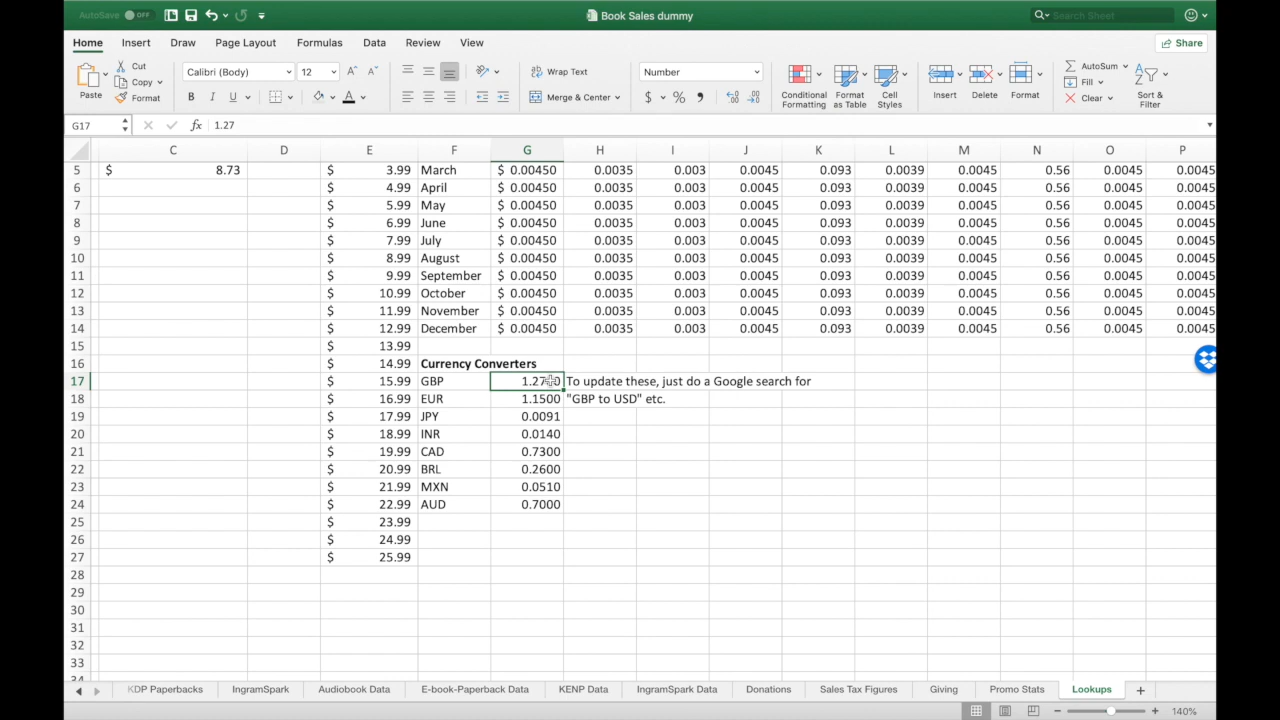 AutoSave OFF Book Sales dummy Search Sheet
Home Insert Draw Page Layout Formulas Data Review View Share
Paste Cut Copy Format
Calibri (Body) 12
B I U A
Wrap Text
Merge & Center
Number
$ % ,
Conditional Formatting
Format as Table
Cell Styles
Insert Delete Format
AutoSum
Fill
Clear
Sort & Filter
G17 fx 1.27
C D E F G H I J K L M N O P
5 $ 8.73 $ 3.99 March $ 0.00450 0.0035 0.003 0.0045 0.093 0.0039 0.0045 0.56 0.0045 0.0045
6 $ 4.99 April $ 0.00450 0.0035 0.003 0.0045 0.093 0.0039 0.0045 0.56 0.0045 0.0045
7 $ 5.99 May $ 0.00450 0.0035 0.003 0.0045 0.093 0.0039 0.0045 0.56 0.0045 0.0045
8 $ 6.99 June $ 0.00450 0.0035 0.003 0.0045 0.093 0.0039 0.0045 0.56 0.0045 0.0045
9 $ 7.99 July $ 0.00450 0.0035 0.003 0.0045 0.093 0.0039 0.0045 0.56 0.0045 0.0045
10 $ 8.99 August $ 0.00450 0.0035 0.003 0.0045 0.093 0.0039 0.0045 0.56 0.0045 0.0045
11 $ 9.99 September $ 0.00450 0.0035 0.003 0.0045 0.093 0.0039 0.0045 0.56 0.0045 0.0045
12 $ 10.99 October $ 0.00450 0.0035 0.003 0.0045 0.093 0.0039 0.0045 0.56 0.0045 0.0045
13 $ 11.99 November $ 0.00450 0.0035 0.003 0.0045 0.093 0.0039 0.0045 0.56 0.0045 0.0045
14 $ 12.99 December $ 0.00450 0.0035 0.003 0.0045 0.093 0.0039 0.0045 0.56 0.0045 0.0045
15 $ 13.99
16 $ 14.99 Currency Converters
17 $ 15.99 GBP 1.2700 To update these, just do a Google search for
18 $ 16.99 EUR 1.1500 "GBP to USD" etc.
19 $ 17.99 JPY 0.0091
20 $ 18.99 INR 0.0140
21 $ 19.99 CAD 0.7300
22 $ 20.99 BRL 0.2600
23 $ 21.99 MXN 0.0510
24 $ 22.99 AUD 0.7000
25 $ 23.99
26 $ 24.99
27 $ 25.99
28
29
30
31
32
33
KDP Paperbacks IngramSpark Audiobook Data E-book-Paperback Data KENP Data IngramSpark Data Donations Sales Tax Figures Giving Promo Stats Lookups +
140%